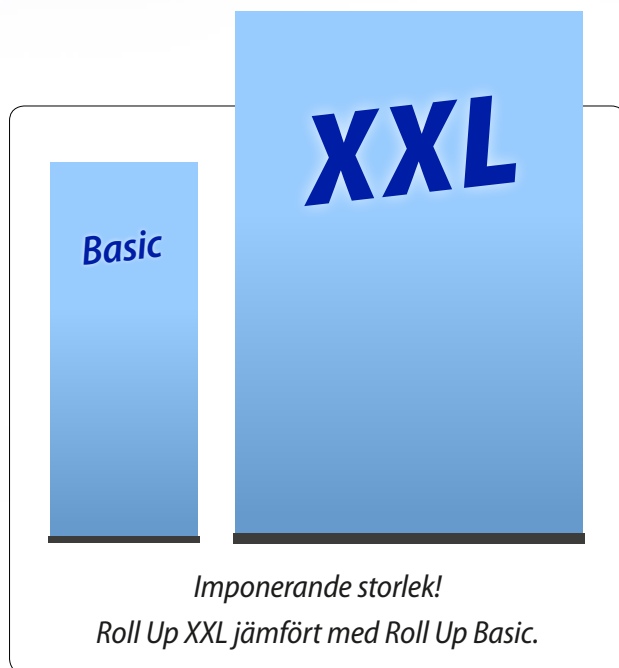 XXL
Basic
Imponerande storlek!
Roll Up XXL jämfört med Roll Up Basic.